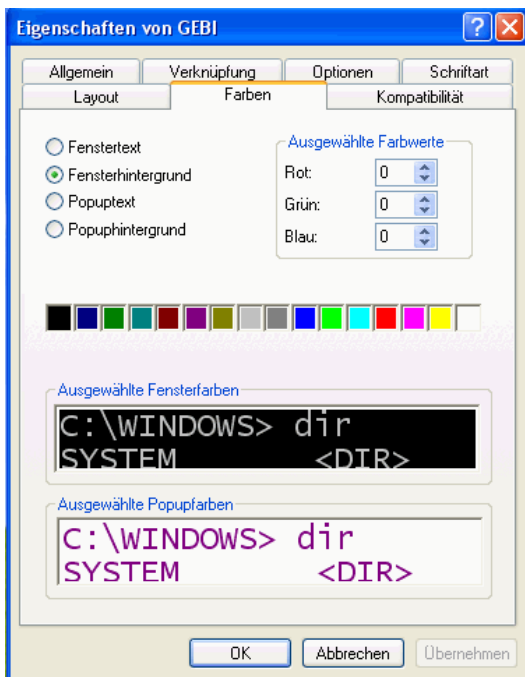 Eigenschaften von GEBI
Allgemein Verknüpfung Optionen Schriftart
Layout Farben Kompatibilität
Fenstertext
Fensterhintergrund
Popuptext
Popuphintergrund
Ausgewählte Farbwerte
Rot: 0
Grün: 0
Blau: 0
Ausgewählte Fensterfarben
C:\WINDOWS> dir
SYSTEM <DIR>
Ausgewählte Popupfarben
C:\WINDOWS> dir
SYSTEM <DIR>
OK Abbrechen Übernehmen